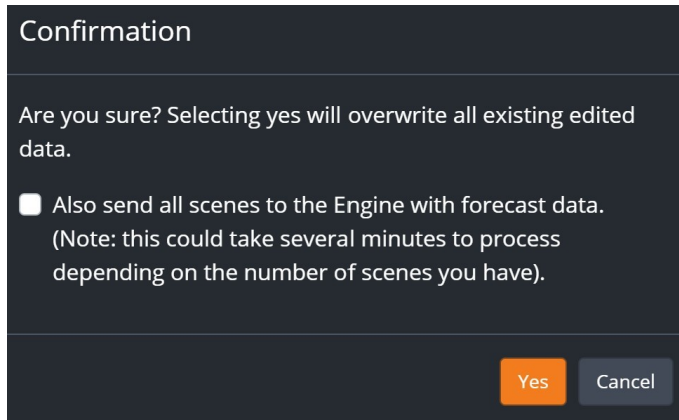 Confirmation
Are you sure? Selecting yes will overwrite all existing edited
data.
Also send all scenes to the Engine with forecast data.
(Note: this could take several minutes to process
depending on the number of scenes you have).
Yes Cancel